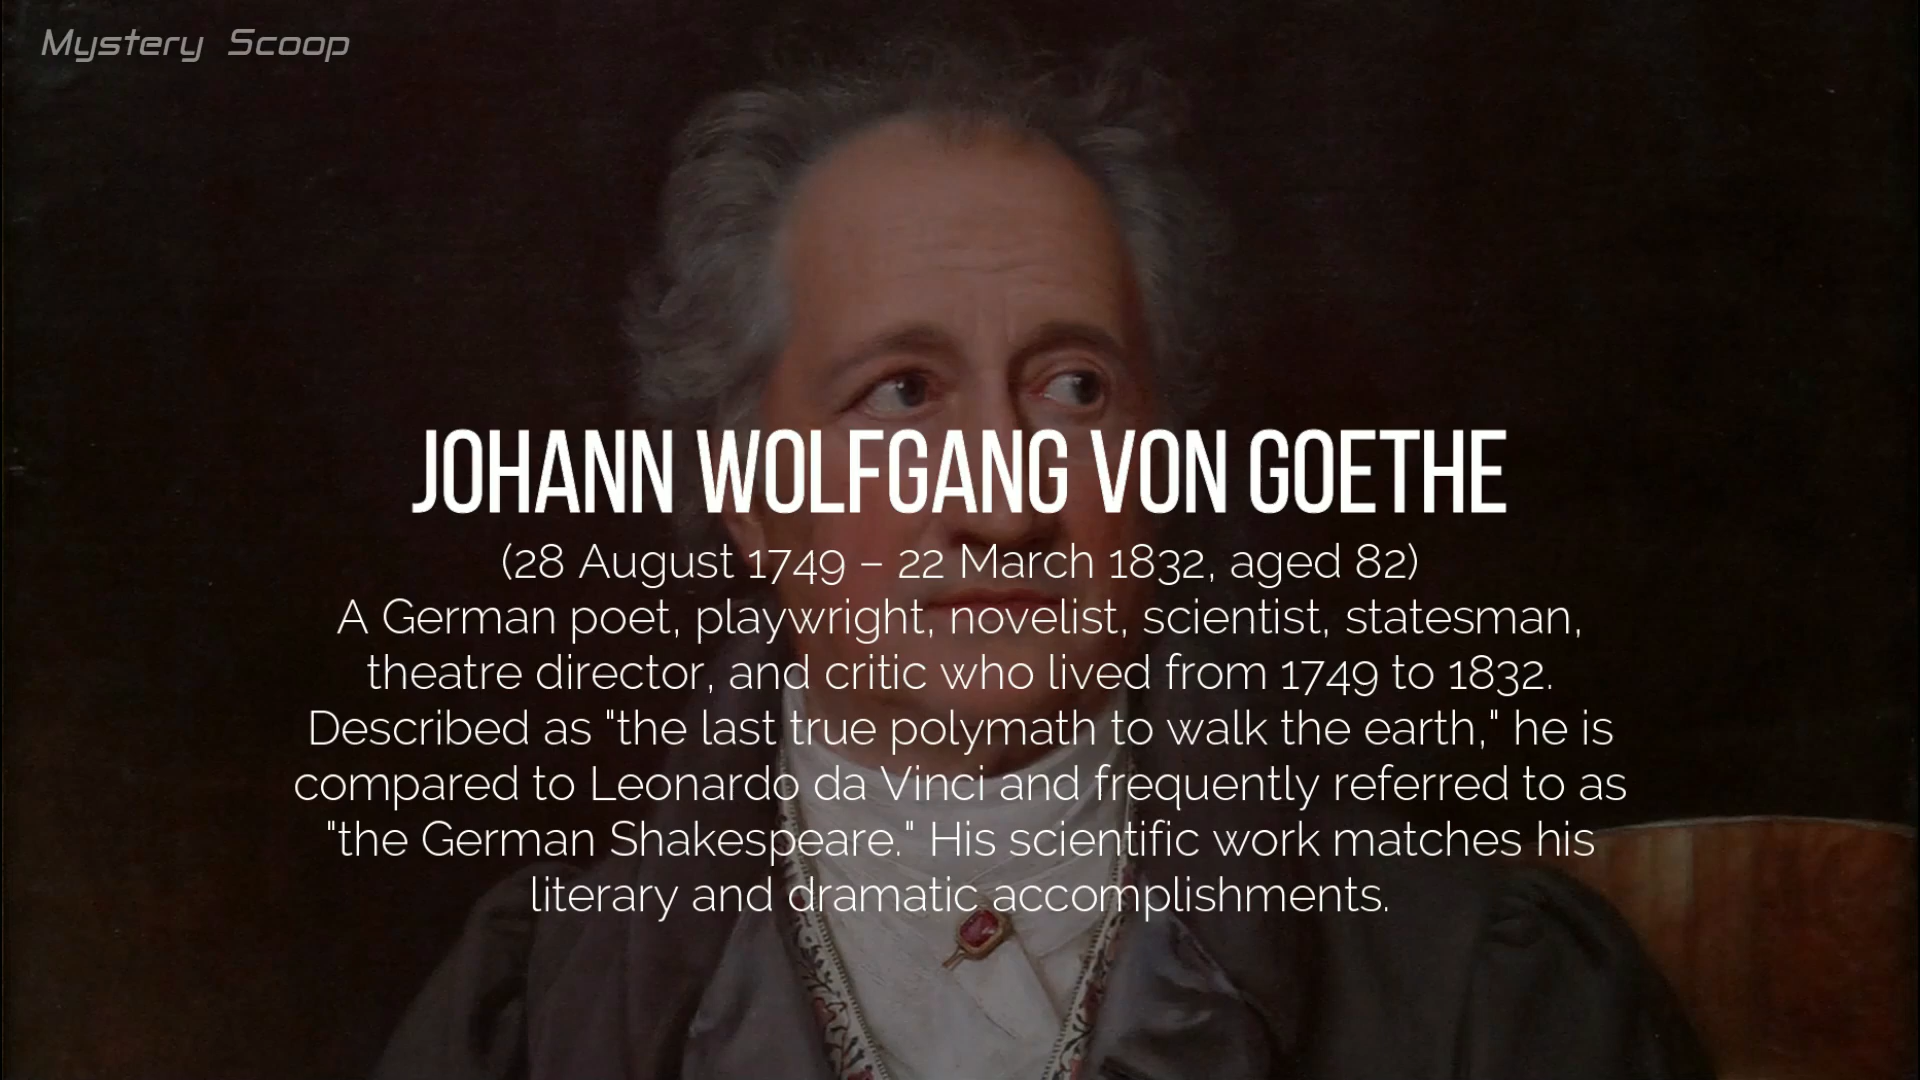 Mystery Scoop
JOHANN WOLFGANG VON GOETHE
(28 August 1749 – 22 March 1832, aged 82)
A German poet, playwright, novelist, scientist, statesman,
theatre director, and critic who lived from 1749 to 1832.
Described as "the last true polymath to walk the earth," he is
compared to Leonardo da Vinci and frequently referred to as
"the German Shakespeare." His scientific work matches his
literary and dramatic accomplishments.